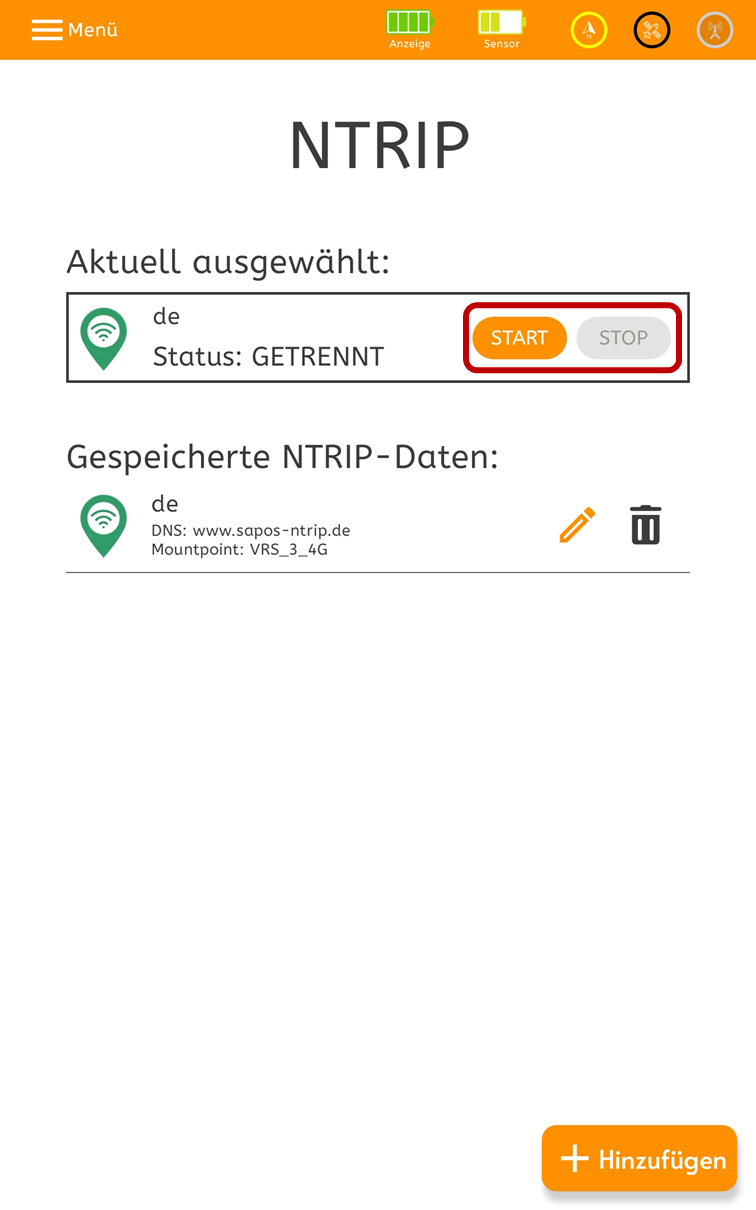 Menü
Anzeige
Sensor
N
NTRIP
Aktuell ausgewählt:
de
Status: GETRENNT
START
STOP
Gespeicherte NTRIP-Daten:
de
DNS: www.sapos-ntrip.de
Mountpoint: VRS_3_4G
+ Hinzufügen